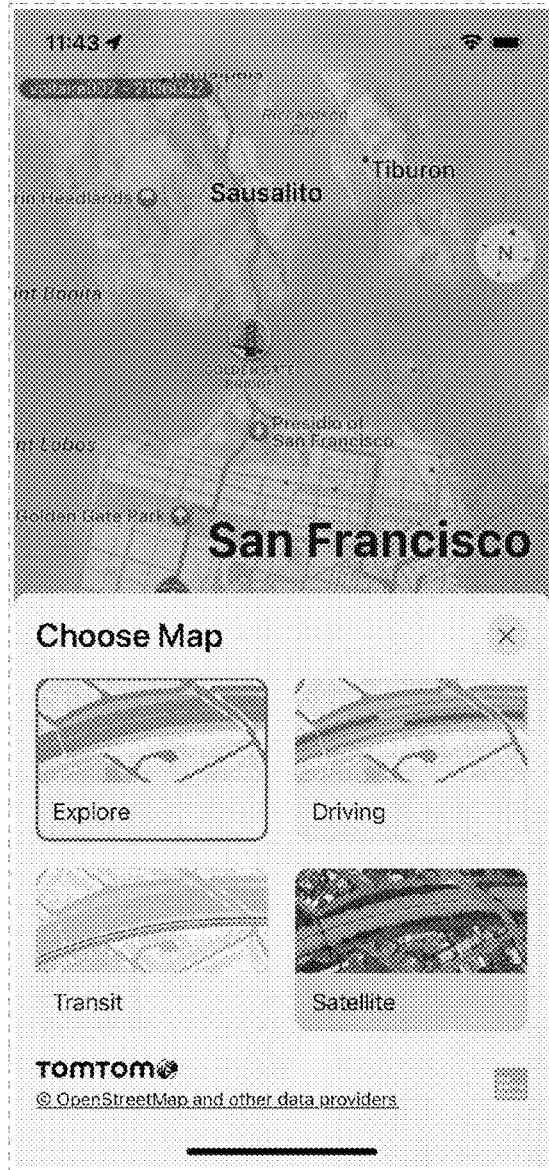 11:43
Tiburon
Sausalito
N
Presidio of
San Francisco
Golden Gate Park
San Francisco
Choose Map
Explore
Driving
Transit
Satellite
TOMTOM
© OpenStreetMap and other data providers